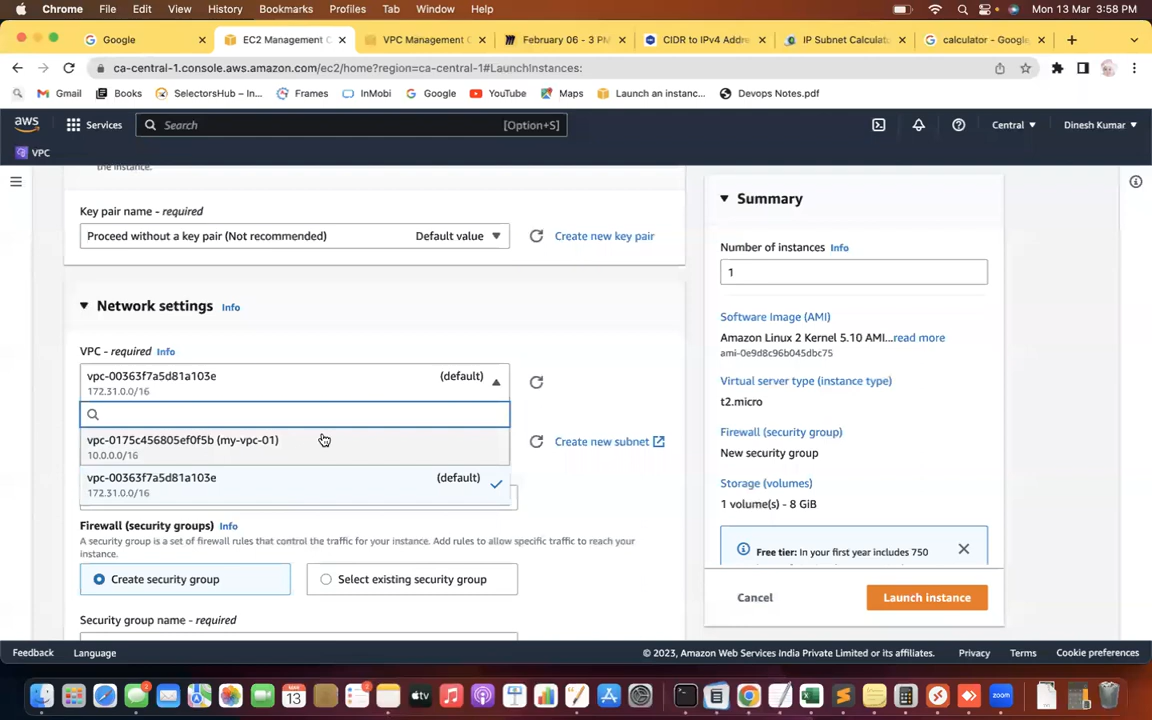 Chrome File Edit View History Bookmarks Profiles Tab Window Help Mon 13 Mar 3:58 PM
Google EC2 Management C VPC Management C February 06 - 3 PM CIDR to IPv4 Addre IP Subnet Calculat calculator - Google
ca-central-1.console.aws.amazon.com/ec2/home?region=ca-central-1#LaunchInstances:
Gmail Books SelectorsHub – In... Frames InMobi Google YouTube Maps Launch an instanc... Devops Notes.pdf
aws Services Search [Option+S] Central Dinesh Kumar
VPC
the instance.
Key pair name - required
Proceed without a key pair (Not recommended) Default value
Create new key pair
Network settings Info
VPC - required Info
vpc-00363f7a5d81a103e (default)
172.31.0.0/16
vpc-0175c456805ef0f5b (my-vpc-01)
10.0.0.0/16
Create new subnet
vpc-00363f7a5d81a103e (default)
172.31.0.0/16
Firewall (security groups) Info
A security group is a set of firewall rules that control the traffic for your instance. Add rules to allow specific traffic to reach your
instance.
Create security group
Select existing security group
Security group name - required
Summary
Number of instances Info
1
Software Image (AMI)
Amazon Linux 2 Kernel 5.10 AMI...read more
ami-0e9d8c96b045dbc75
Virtual server type (instance type)
t2.micro
Firewall (security group)
New security group
Storage (volumes)
1 volume(s) - 8 GiB
Free tier: In your first year includes 750
Cancel Launch instance
Feedback Language © 2023, Amazon Web Services India Private Limited or its affiliates. Privacy Terms Cookie preferences